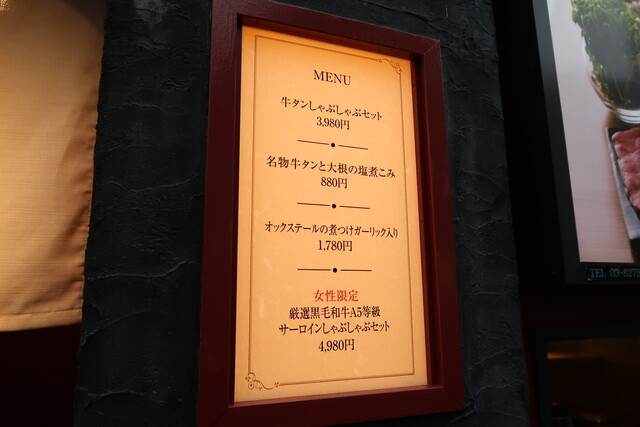 MENU
牛タンしゃぶしゃぶセット
3,980円
名物牛タンと大根の塩煮こみ
880円
オックステールの煮つけガーリック入り
1,780円
女性限定
厳選黒毛和牛A5等級
サーロインしゃぶしゃぶセット
4,980円
TEL 03-6273